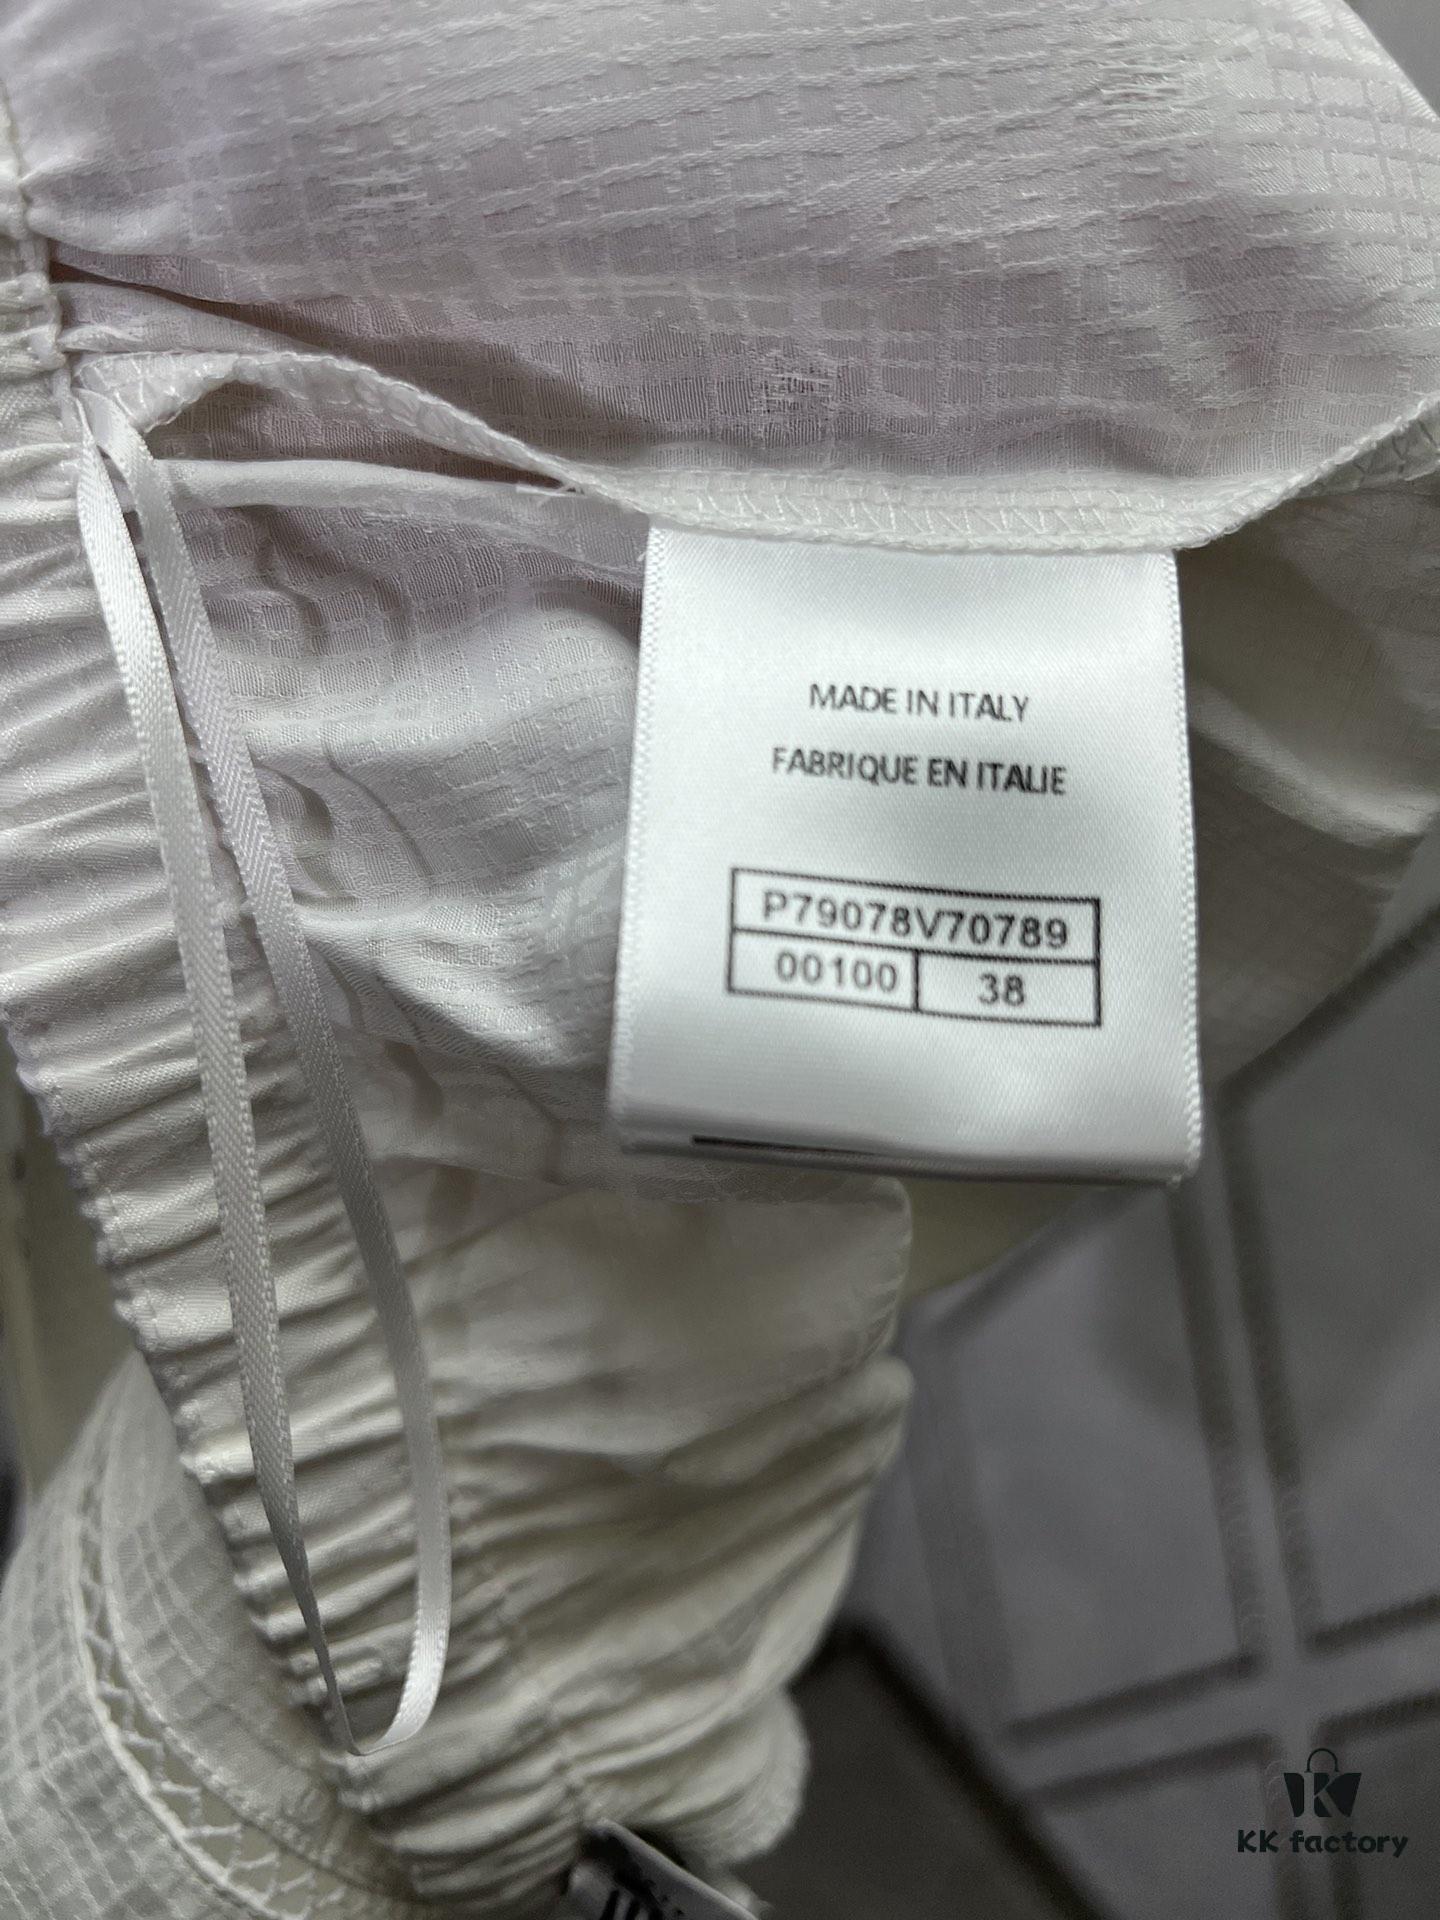 MADE IN ITALY
FABRIQUE EN ITALIE
P79078V70789
00100 38
KK factory